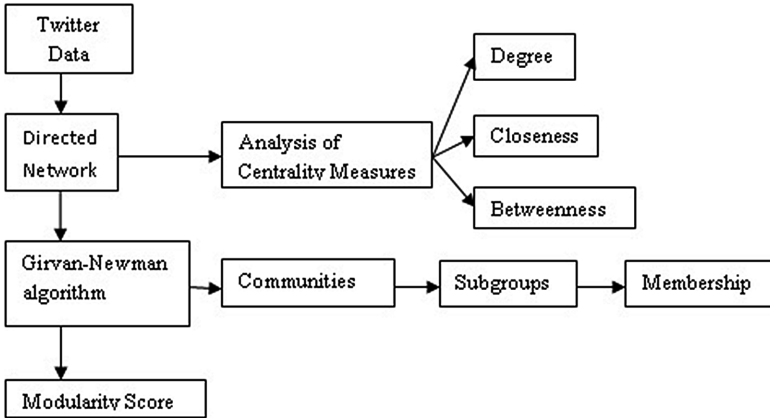 Twitter
Data
Degree
Directed
Network
Analysis of
Centrality Measures
Closeness
Betweenness
Girvan-Newman
algorithm
Communities
Subgroups
Membership
Modularity Score